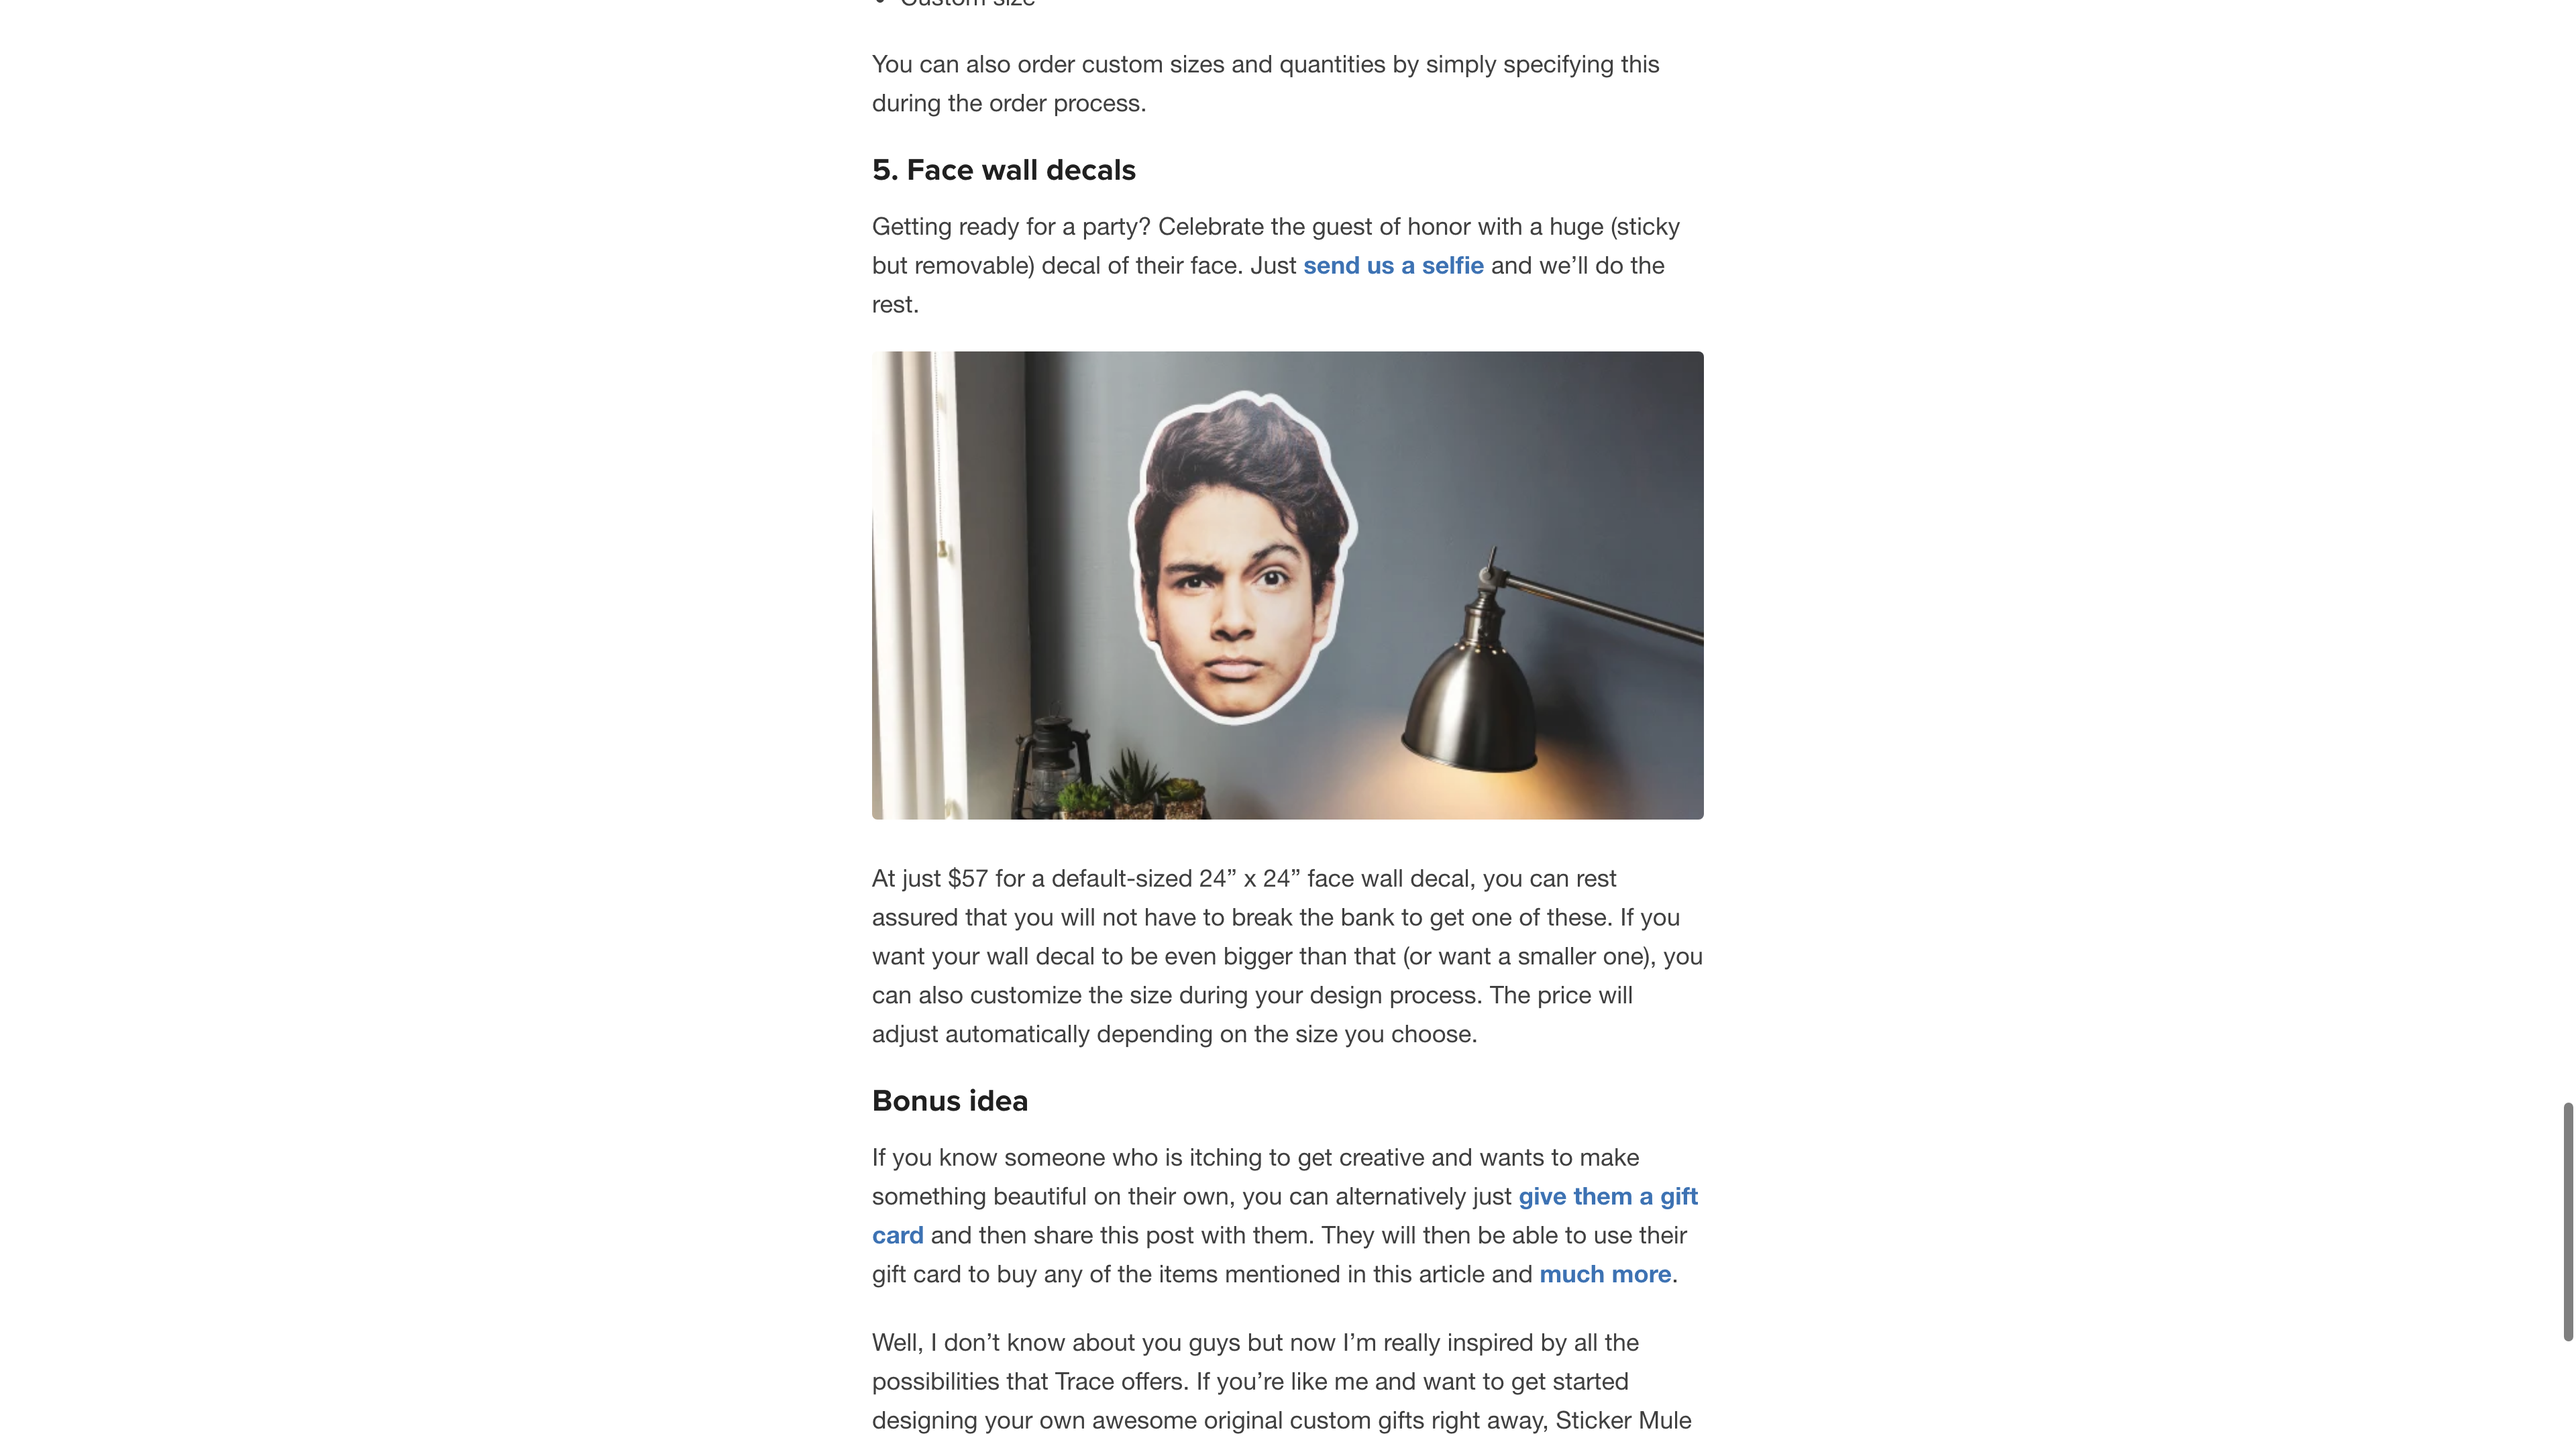 Custom size
You can also order custom sizes and quantities by simply specifying this
during the order process.
5. Face wall decals
Getting ready for a party? Celebrate the guest of honor with a huge (sticky
but removable) decal of their face. Just send us a selfie and we’ll do the
rest.
At just $57 for a default-sized 24” x 24” face wall decal, you can rest
assured that you will not have to break the bank to get one of these. If you
want your wall decal to be even bigger than that (or want a smaller one), you
can also customize the size during your design process. The price will
adjust automatically depending on the size you choose.
Bonus idea
If you know someone who is itching to get creative and wants to make
something beautiful on their own, you can alternatively just give them a gift
card and then share this post with them. They will then be able to use their
gift card to buy any of the items mentioned in this article and much more.
Well, I don’t know about you guys but now I’m really inspired by all the
possibilities that Trace offers. If you’re like me and want to get started
designing your own awesome original custom gifts right away, Sticker Mule